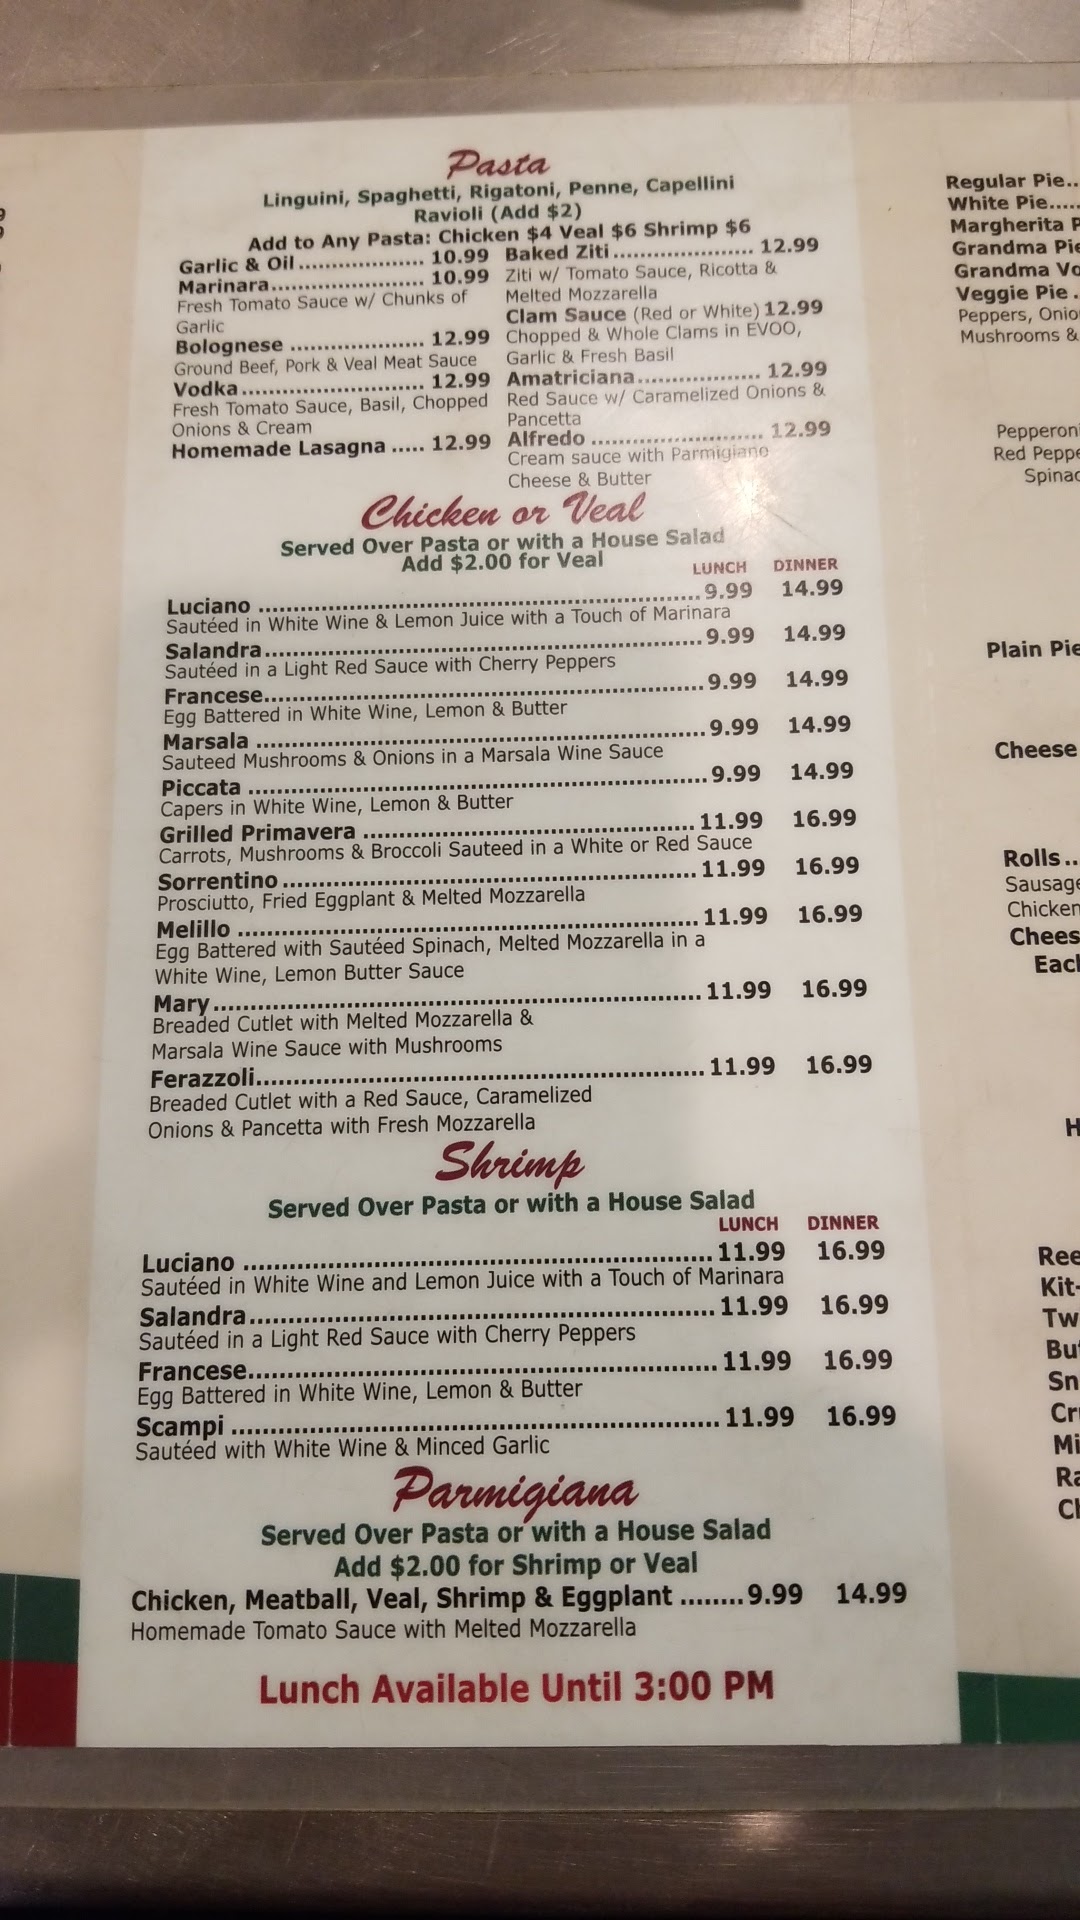 Pasta
Linguini, Spaghetti, Rigatoni, Penne, Capellini
Ravioli (Add $2)
Add to Any Pasta: Chicken $4 Veal $6 Shrimp $6
Garlic & Oil.................. 10.99
Marinara...................... 10.99
Fresh Tomato Sauce w/ Chunks of
Garlic
Bolognese ................... 12.99
Ground Beef, Pork & Veal Meat Sauce
Vodka.......................... 12.99
Fresh Tomato Sauce, Basil, Chopped
Onions & Cream
Homemade Lasagna ..... 12.99
Baked Ziti.................... 12.99
Ziti w/ Tomato Sauce, Ricotta &
Melted Mozzarella
Clam Sauce (Red or White) 12.99
Chopped & Whole Clams in EVOO,
Garlic & Fresh Basil
Amatriciana.................. 12.99
Red Sauce w/ Caramelized Onions &
Pancetta
Alfredo ........................ 12.99
Cream sauce with Parmigiano
Cheese & Butter
Chicken or Veal
Served Over Pasta or with a House Salad
Add $2.00 for Veal
LUNCH DINNER
Luciano ............................................................ 9.99 14.99
Sautéed in White Wine & Lemon Juice with a Touch of Marinara
Salandra............................................................ 9.99 14.99
Sautéed in a Light Red Sauce with Cherry Peppers
Francese............................................................ 9.99 14.99
Egg Battered in White Wine, Lemon & Butter
Marsala ............................................................ 9.99 14.99
Sauteed Mushrooms & Onions in a Marsala Wine Sauce
Piccata ............................................................ 9.99 14.99
Capers in White Wine, Lemon & Butter
Grilled Primavera ............................................. 11.99 16.99
Carrots, Mushrooms & Broccoli Sauteed in a White or Red Sauce
Sorrentino ........................................................ 11.99 16.99
Prosciutto, Fried Eggplant & Melted Mozzarella
Melillo .............................................................. 11.99 16.99
Egg Battered with Sautéed Spinach, Melted Mozzarella in a
White Wine, Lemon Butter Sauce
Mary.................................................................. 11.99 16.99
Breaded Cutlet with Melted Mozzarella &
Marsala Wine Sauce with Mushrooms
Ferazzoli............................................................ 11.99 16.99
Breaded Cutlet with a Red Sauce, Caramelized
Onions & Pancetta with Fresh Mozzarella
Shrimp
Served Over Pasta or with a House Salad
LUNCH DINNER
Luciano ............................................................ 11.99 16.99
Sautéed in White Wine and Lemon Juice with a Touch of Marinara
Salandra............................................................ 11.99 16.99
Sautéed in a Light Red Sauce with Cherry Peppers
Francese............................................................ 11.99 16.99
Egg Battered in White Wine, Lemon & Butter
Scampi .............................................................. 11.99 16.99
Sautéed with White Wine & Minced Garlic
Parmigiana
Served Over Pasta or with a House Salad
Add $2.00 for Shrimp or Veal
Chicken, Meatball, Veal, Shrimp & Eggplant ........9.99 14.99
Homemade Tomato Sauce with Melted Mozzarella
Lunch Available Until 3:00 PM
Regular Pie..
White Pie.....
Margherita
Grandma
Grandma
Veggie Pie .
Peppers,
Mushrooms &
Plain
Cheese
Rolls..